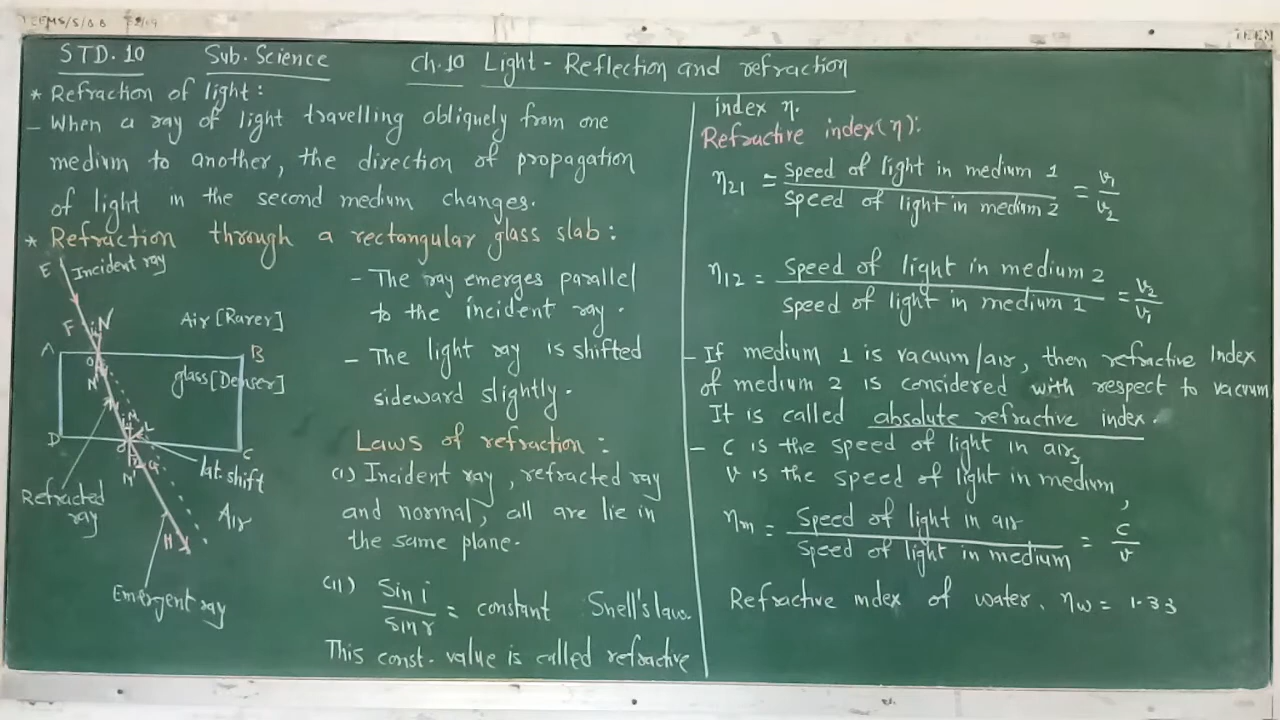 STD. 10 Sub. Science Ch. 10 Light - Reflection and refraction
* Refraction of light :
- When a ray of light travelling obliquely from one
medium to another, the direction of propagation
of light in the second medium changes.
* Refraction through a rectangular glass slab :
- The ray emerges parallel
to the incident ray.
- The light ray is shifted
sideward slightly.
E Incident ray
F i N
Air [Rarer]
A B
O
glass [Denser]
N'
D C
L
M
G
M'
lat. shift
Refracted
ray
Air
H
Emergent ray
Laws of refraction :
(i) Incident ray, refracted ray
and normal, all are lie in
the same plane.
(ii) Sin i / sin r = constant Snell's law.
This const. value is called refractive
index η.
Refractive index (η):
η21 = speed of light in medium 1 / speed of light in medium 2 = v1 / v2
η12 = speed of light in medium 2 / speed of light in medium 1 = v2 / v1
- If medium 1 is vacuum/air, then refractive Index
of medium 2 is considered with respect to vacuum
It is called absolute refractive index.
- C is the speed of light in air,
v is the speed of light in medium,
ηm = speed of light in air / speed of light in medium = c / v
Refractive index of water. ηw = 1.33